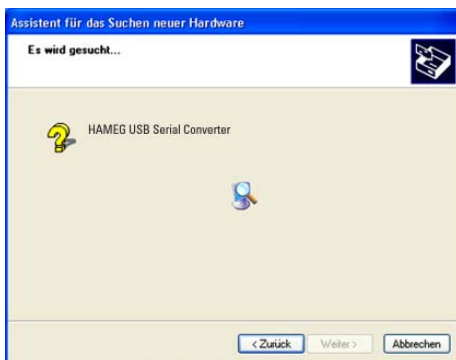 Assistent für das Suchen neuer Hardware
Es wird gesucht...
HAMEG USB Serial Converter
< Zurück
Weiter >
Abbrechen